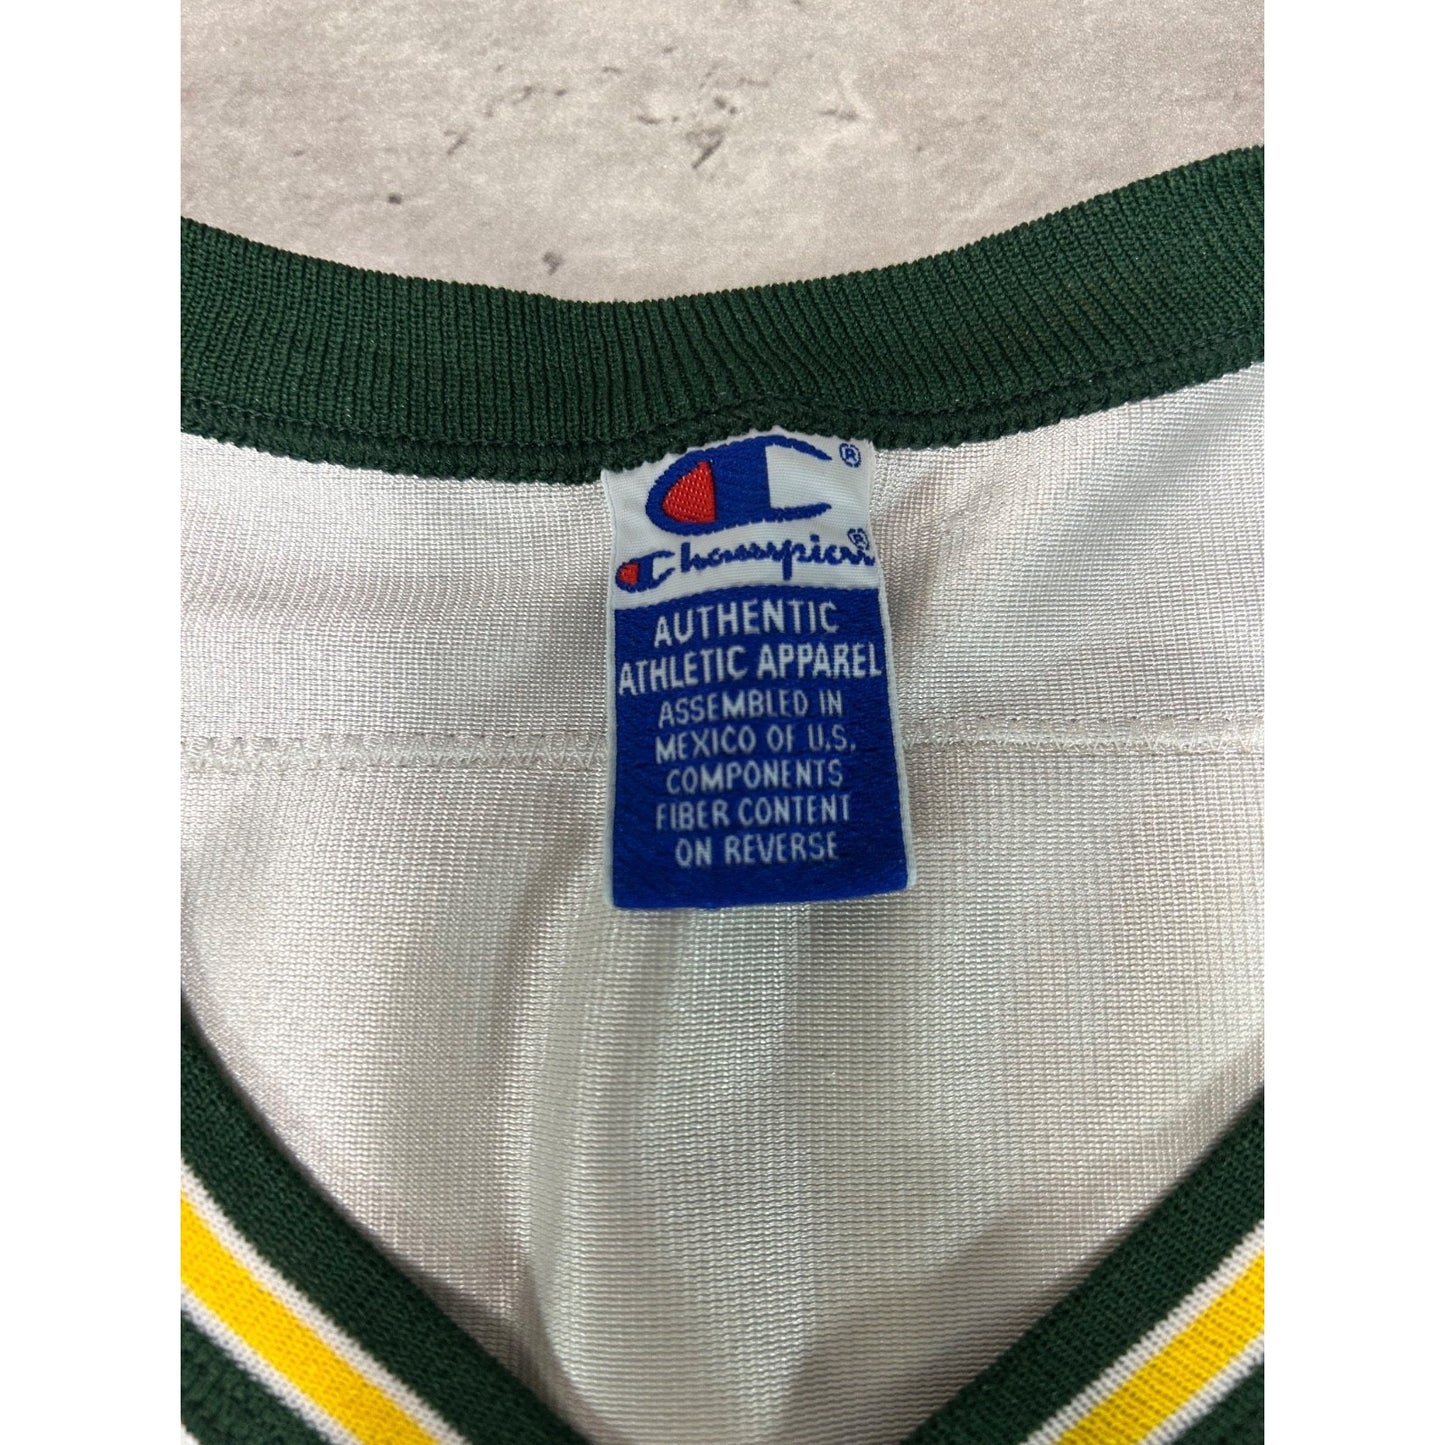 ®
Champion®
AUTHENTIC
ATHLETIC APPAREL
ASSEMBLED IN
MEXICO OF U.S.
COMPONENTS
FIBER CONTENT
ON REVERSE